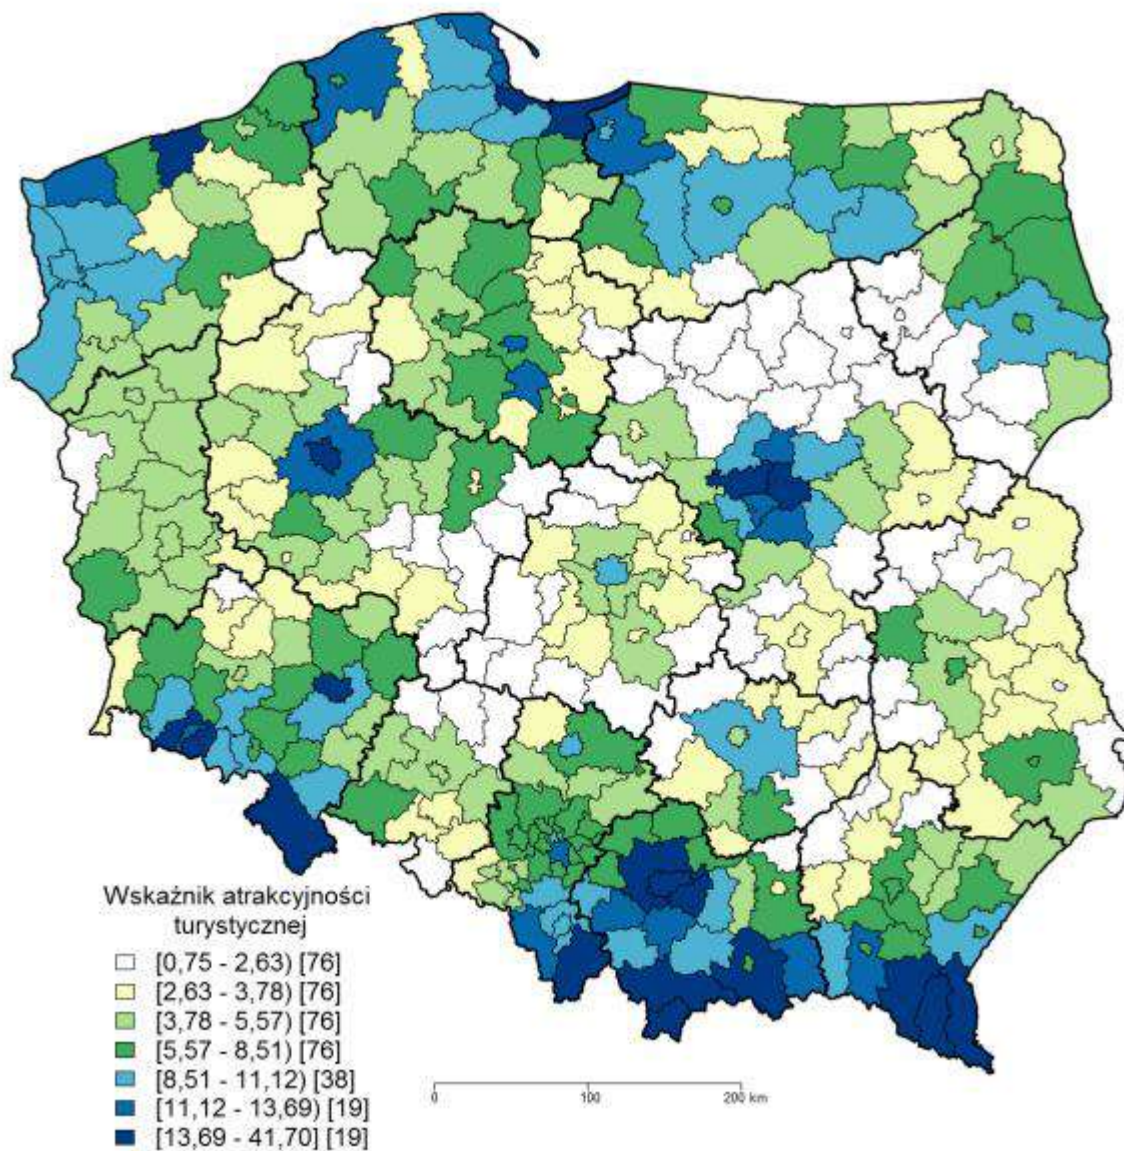 Wskaźnik atrakcyjności
turystycznej
[0,75 - 2,63) [76]
[2,63 - 3,78) [76]
[3,78 - 5,57) [76]
[5,57 - 8,51) [76]
[8,51 - 11,12) [38]
[11,12 - 13,69) [19]
[13,69 - 41,70] [19]
0 100 200 km